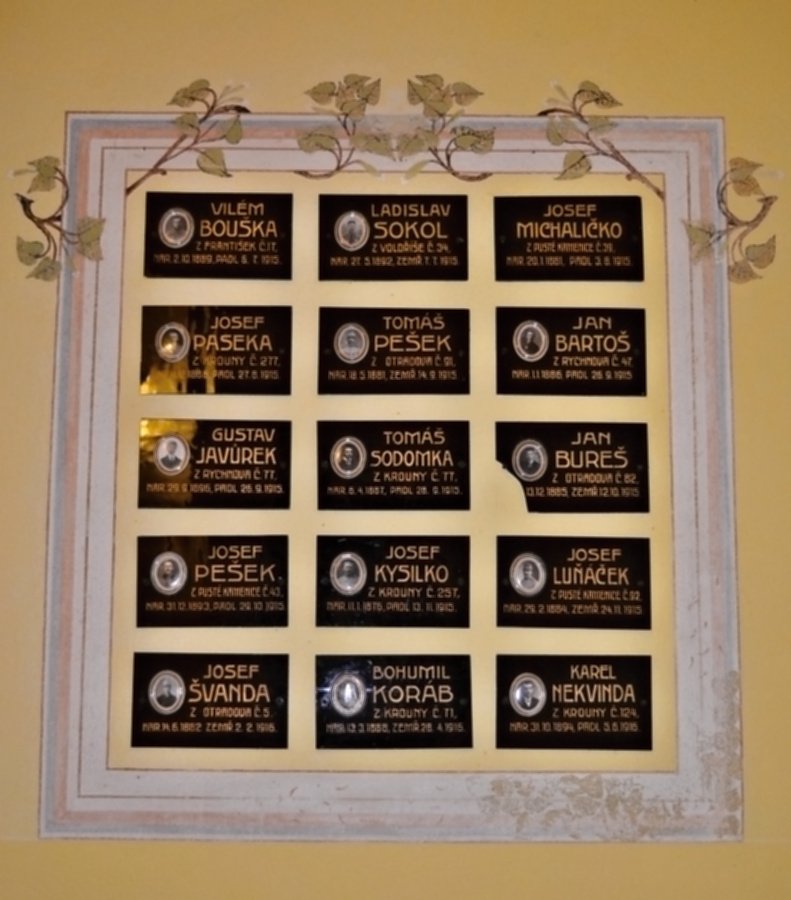 VILÉM
BOUŠKA
Z FRANTIŠEK Č.17,
NAR. 2.10.1889, PADL 6. 7. 1915.
LADISLAV
SOKOL
Z VOLDŘIŠE Č. 34,
NAR. 27. 5. 1892, ZEMŘ. 7. 7. 1915.
JOSEF
MICHALIČKO
Z PUSTÉ KAMENICE Č.
NAR. 20.1.1881, PADL 3. 8. 1915.
JOSEF
PASEKA
Z KROUNY Č. 277,
PADL 27. 8. 1915.
TOMÁŠ
PEŠEK
Z OTRADOVA Č. 91,
NAR. 18. 5. 1881, ZEMŘ. 14. 9. 1915.
JAN
BARTOŠ
Z RYCHNOVA Č. 47,
NAR. 1.1. 1886, PADL 26. 9. 1915.
GUSTAV
JAVŮREK
Z RYCHNOVA Č. 77,
NAR. 29. 9. 1896, PADL 26. 9. 1915.
TOMÁŠ
SODOMKA
Z KROUNY Č. 77,
NAR. 8. 4. 1887, PADL 28. 9. 1915.
JAN
BUREŠ
Z OTRADOVA Č. 82,
13.12. 1885, ZEMŘ. 12.10. 1915
JOSEF
PEŠEK
Z PUSTÉ KAMENICE Č. 43,
NAR. 31. 12. 1893, PADL 29. 10. 1915.
JOSEF
KYSILKO
Z KROUNY Č. 257,
NAR. 11. 1. 1876, PADL 13. 11. 1915.
JOSEF
LUŇÁČEK
Z PUSTÉ KAMENICE Č. 92,
NAR. 29. 2. 1884, ZEMŘ. 24. 11. 1915
JOSEF
ŠVANDA
Z OTRADOVA Č. 5,
NAR. 14. 6. 1882 ZEMŘ. 2. 2. 1916.
BOHUMIL
KORÁB
Z KROUNY Č. 71,
NAR. 13. 3. 1888, ZEMŘ. 28. 4. 1915.
KAREL
NEKVINDA
Z KROUNY Č. 124,
NAR. 31. 10. 1894, PADL 5. 6. 1916.